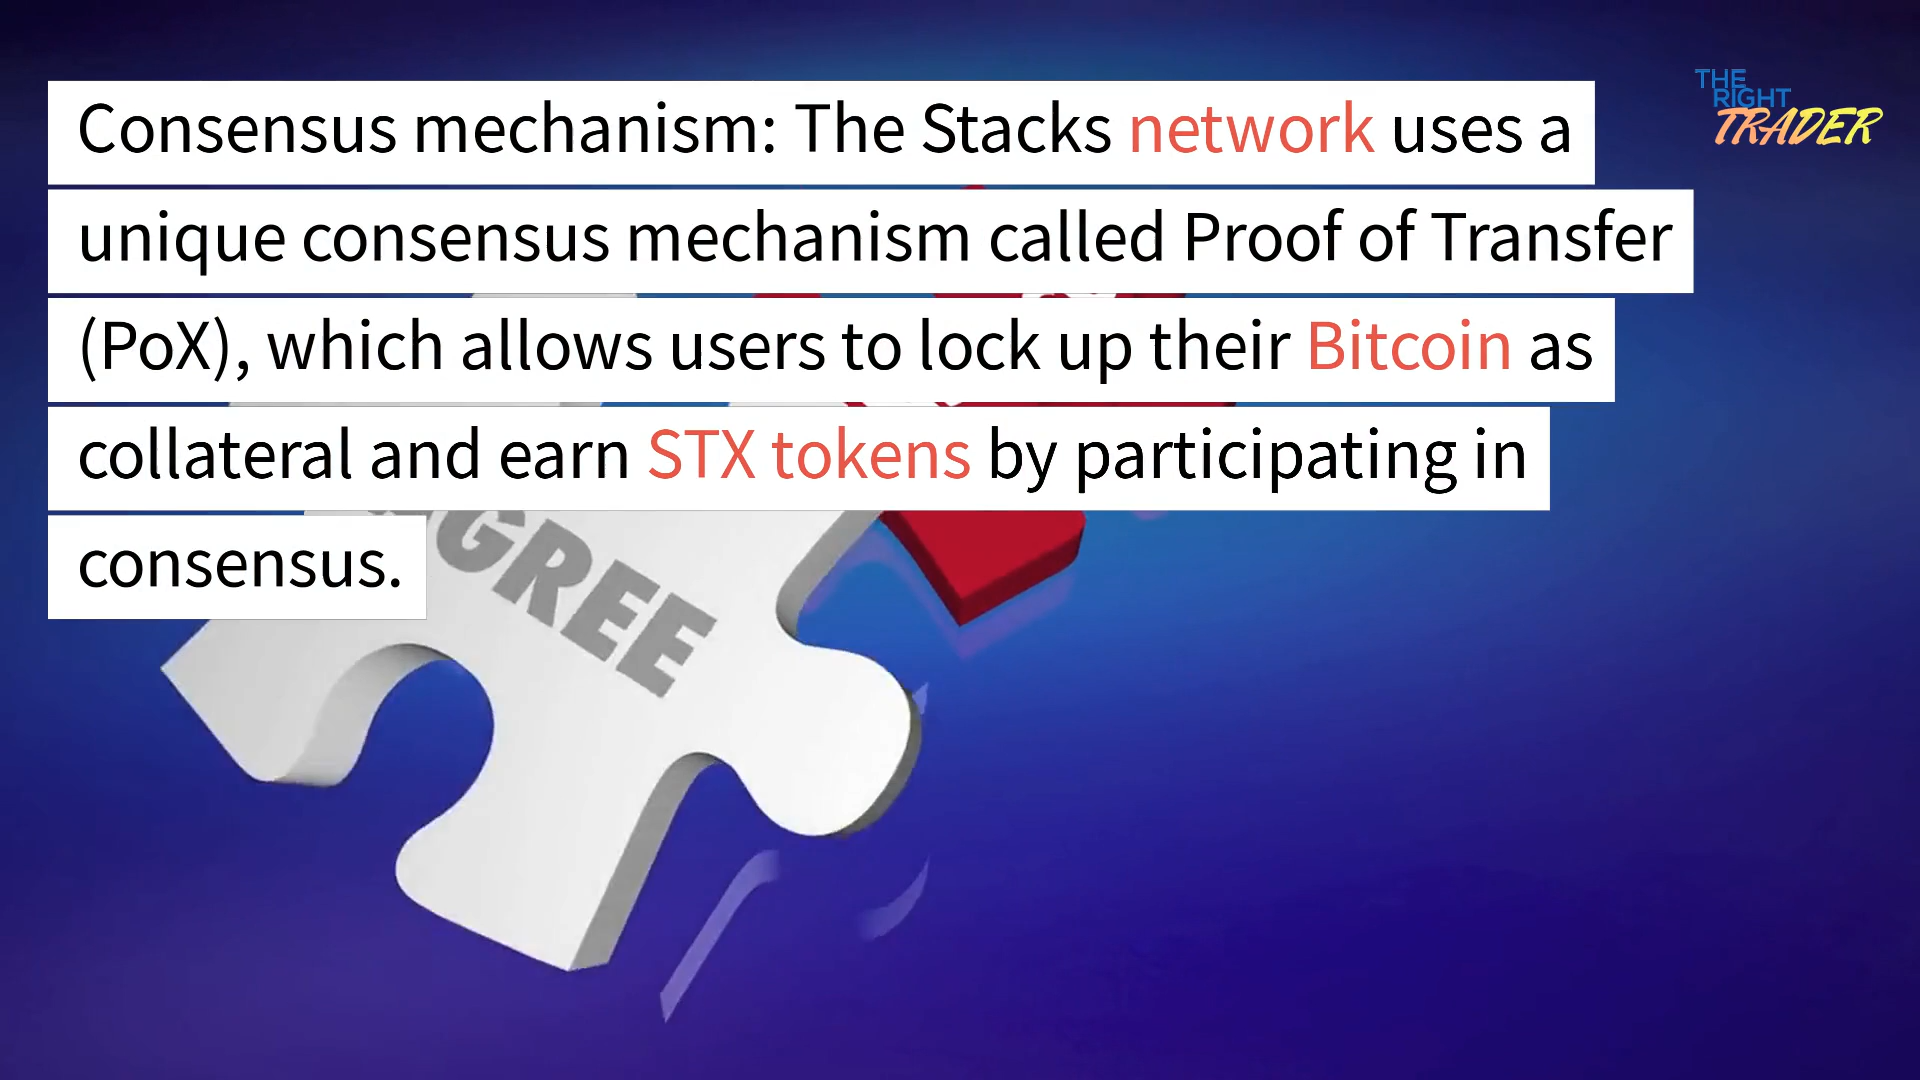 Consensus mechanism: The Stacks network uses a
unique consensus mechanism called Proof of Transfer
(PoX), which allows users to lock up their Bitcoin as
collateral and earn STX tokens by participating in
consensus.
THE
RIGHT
TRADER
GREE